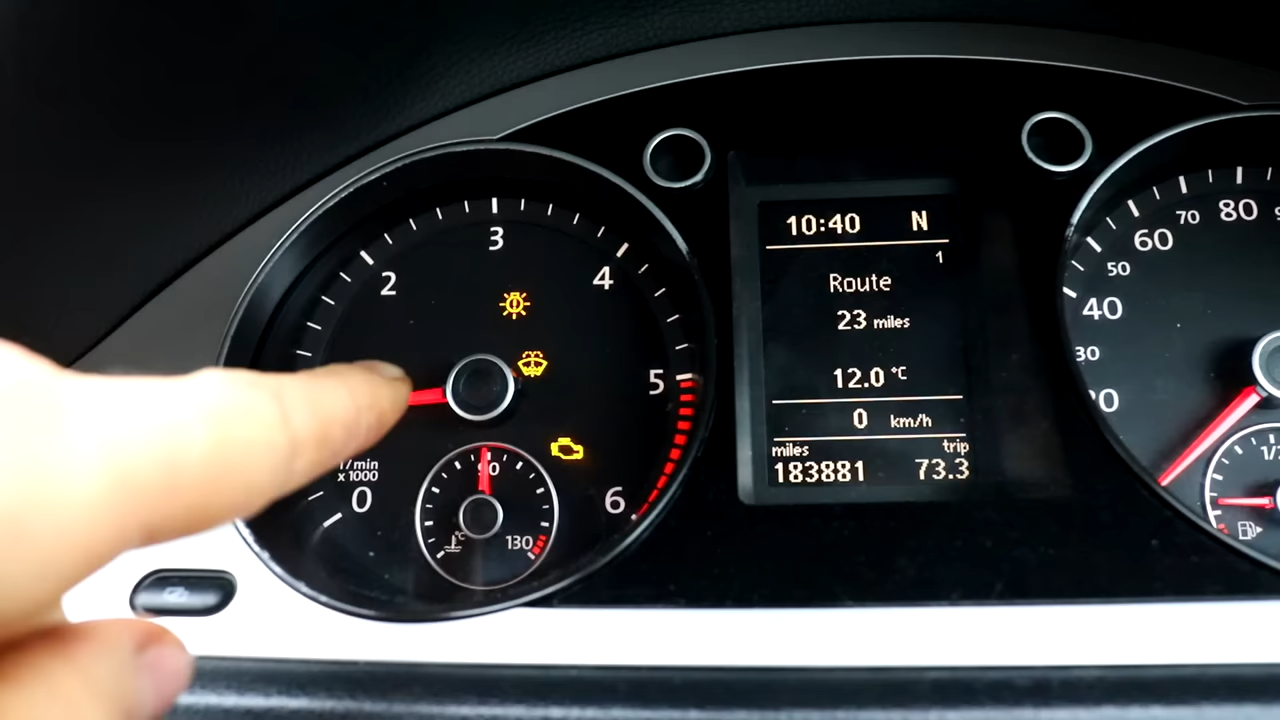 2
3
4
5
6
1/min
x 1000
0
90
°C
130
10:40 N
1
Route
23 miles
12.0 °C
0 km/h
miles trip
183881 73.3
20
30
40
50
60
70
80